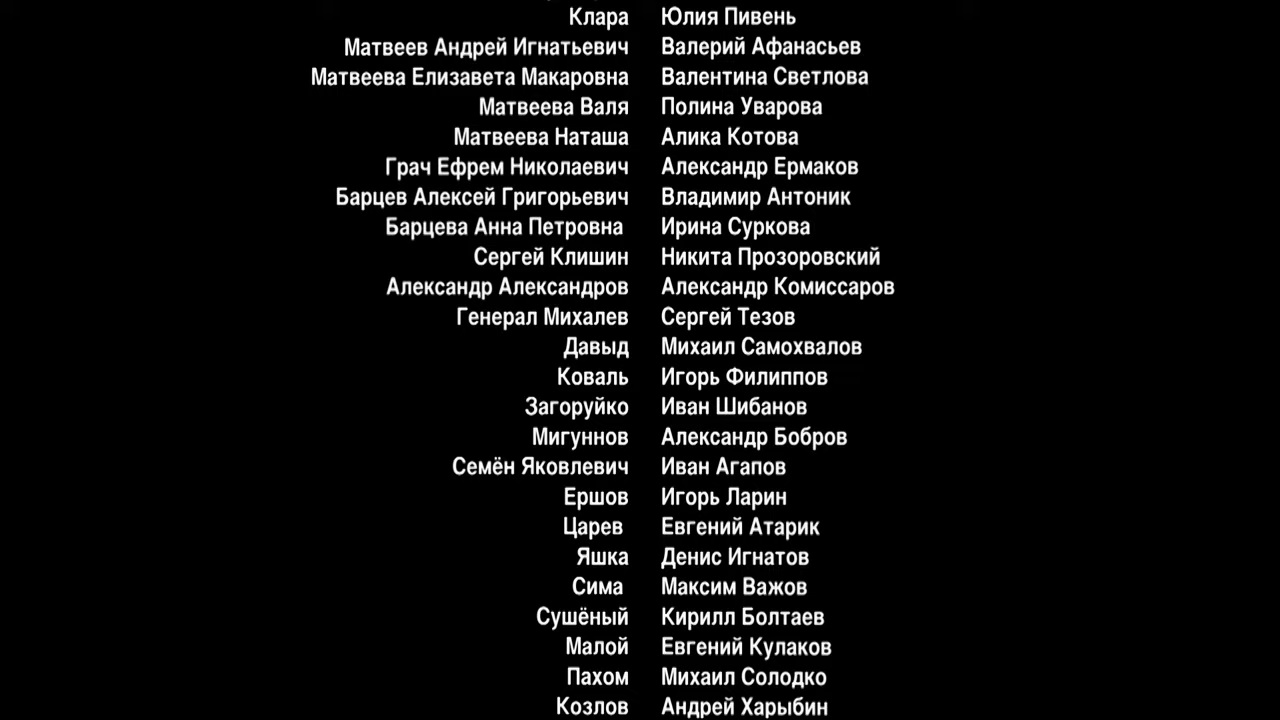 Клара Юлия Пивень
Матвеев Андрей Игнатьевич Валерий Афанасьев
Матвеева Елизавета Макаровна Валентина Светлова
Матвеева Валя Полина Уварова
Матвеева Наташа Алика Котова
Грач Ефрем Николаевич Александр Ермаков
Барцев Алексей Григорьевич Владимир Антоник
Барцева Анна Петровна Ирина Суркова
Сергей Клишин Никита Прозоровский
Александр Александров Александр Комиссаров
Генерал Михалев Сергей Тезов
Давыд Михаил Самохвалов
Коваль Игорь Филиппов
Загоруйко Иван Шибанов
Мигуннов Александр Бобров
Семён Яковлевич Иван Агапов
Ершов Игорь Ларин
Царев Евгений Атарик
Яшка Денис Игнатов
Сима Максим Важов
Сушёный Кирилл Болтаев
Малой Евгений Кулаков
Пахом Михаил Солодко
Козлов Андрей Харыбин